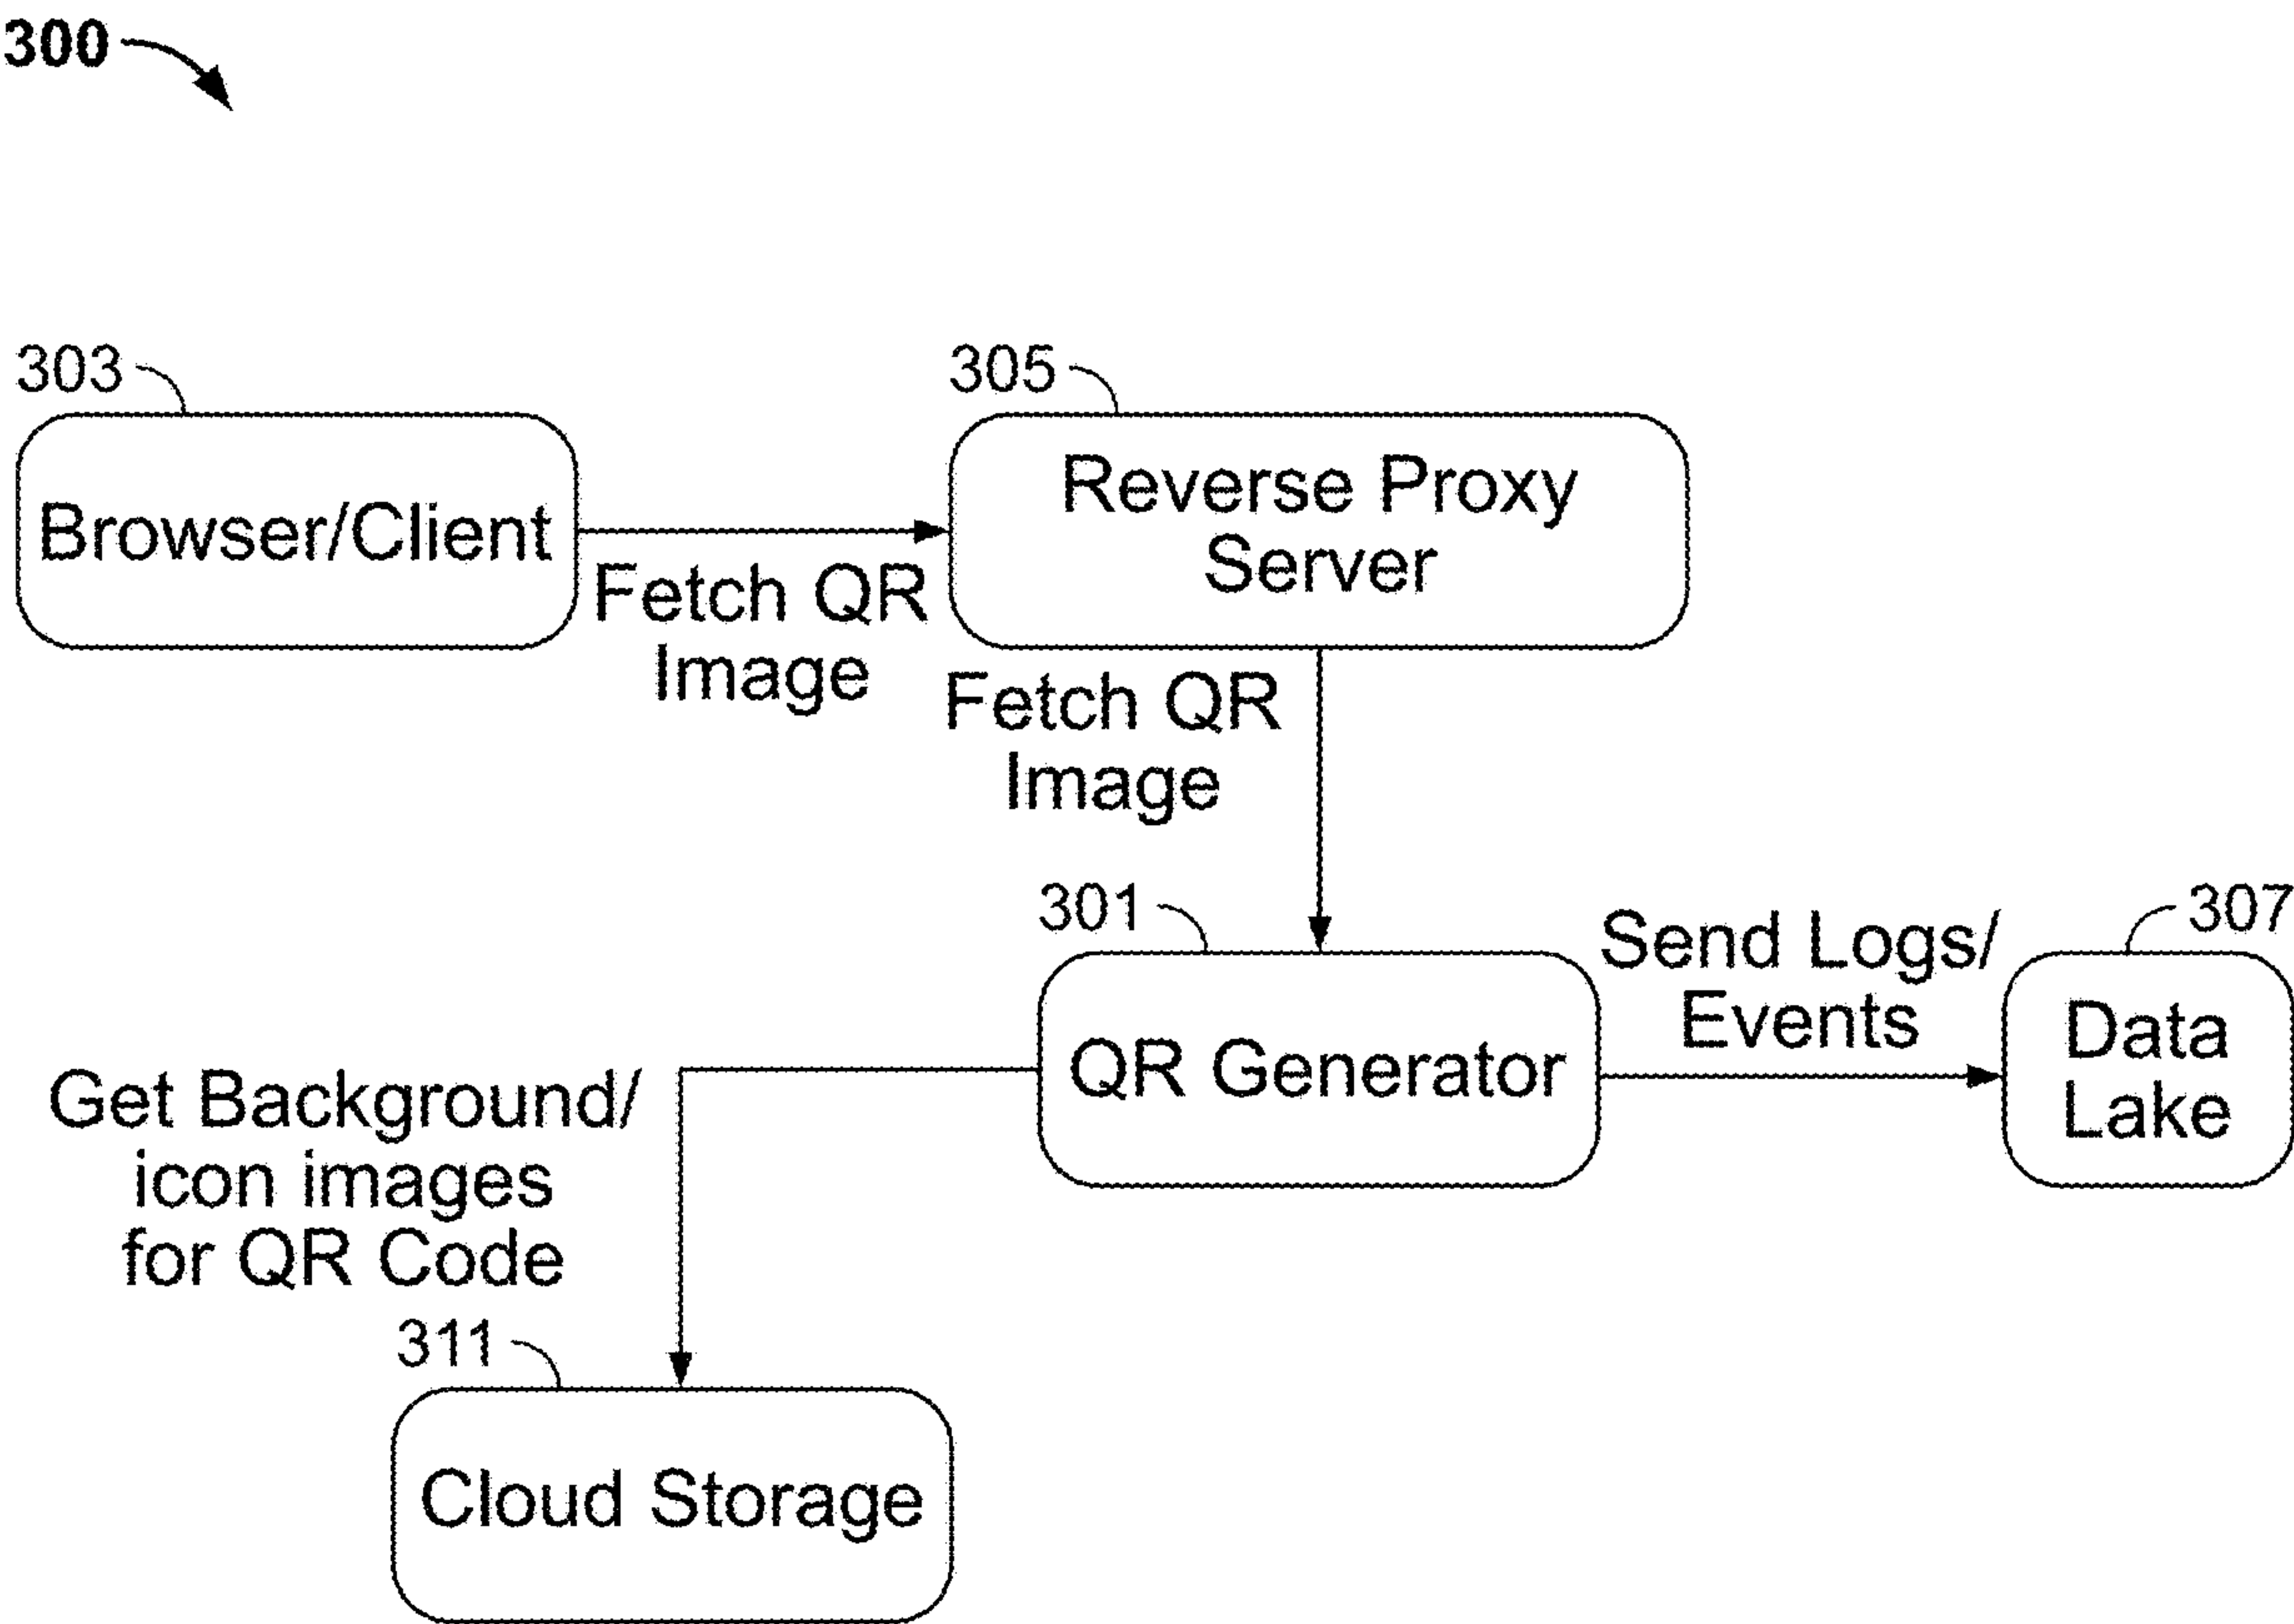 300
303
Browser/Client
Fetch QR
Image
305
Reverse Proxy
Server
Fetch QR
Image
301
QR Generator
Send Logs/
Events
307
Data
Lake
Get Background/
icon images
for QR Code
311
Cloud Storage